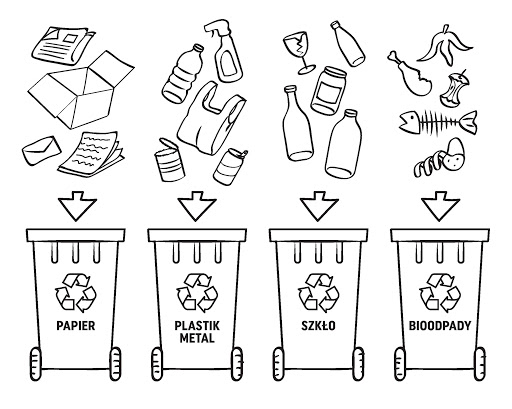 PAPIER
PLASTIK
METAL
SZKŁO
BIOODPADY